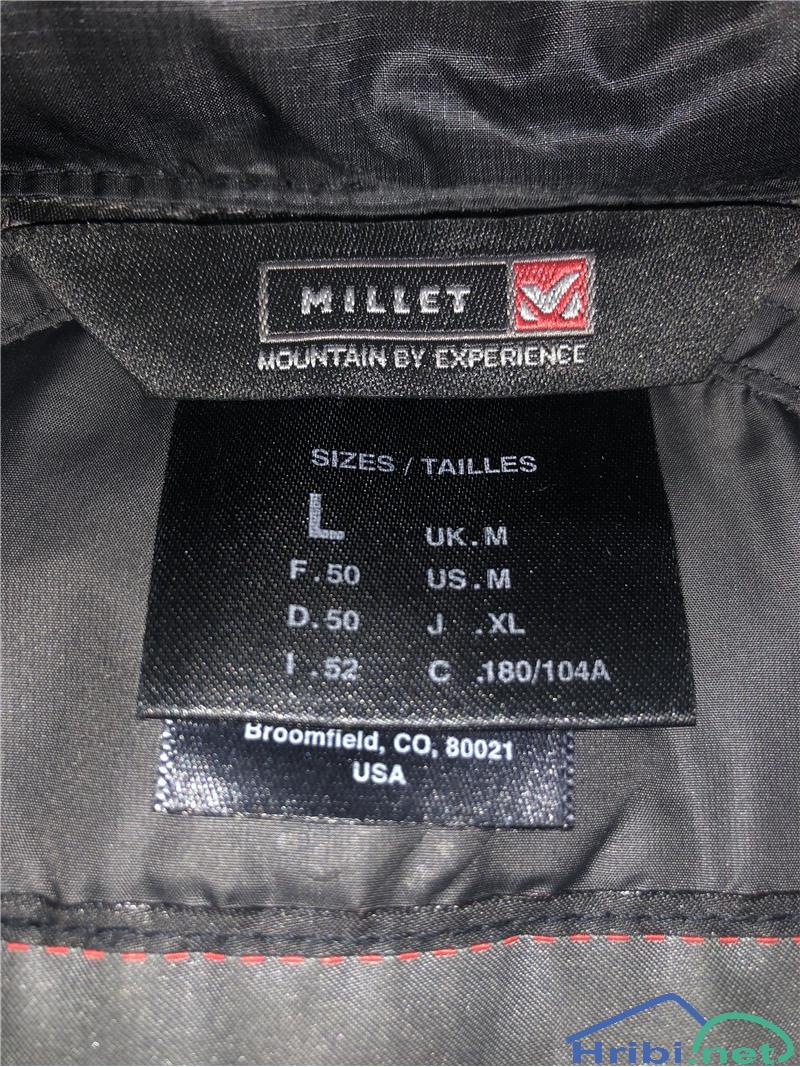 MILLET
MOUNTAIN BY EXPERIENCE
SIZES / TAILLES
L
UK.M
F.50
US.M
D.50
J .XL
I .52
C .180/104A
Broomfield, CO, 80021
USA
Hribi.net